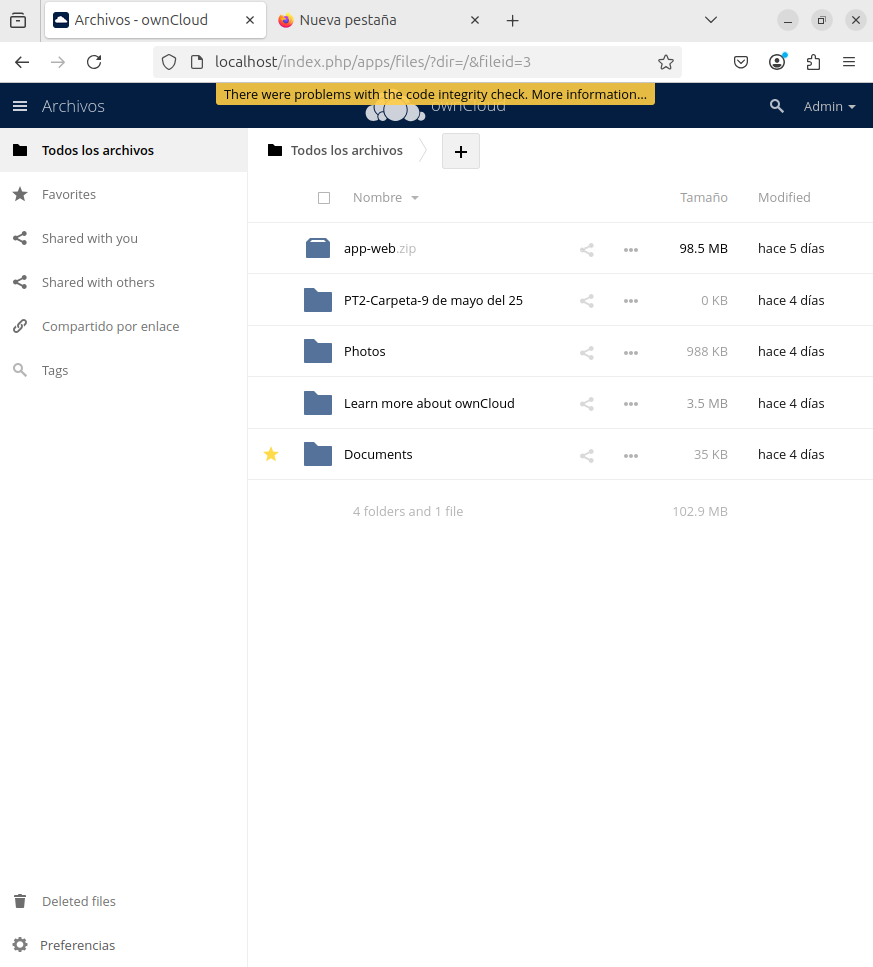 Archivos - ownCloud
Nueva pestaña
localhost/index.php/apps/files/?dir=/&fileid=3
There were problems with the code integrity check. More information...
Archivos
ownCloud
Admin
Todos los archivos
Favorites
Shared with you
Shared with others
Compartido por enlace
Tags
Todos los archivos
Nombre Tamaño Modified
app-web.zip 98.5 MB hace 5 días
PT2-Carpeta-9 de mayo del 25 0 KB hace 4 días
Photos 988 KB hace 4 días
Learn more about ownCloud 3.5 MB hace 4 días
Documents 35 KB hace 4 días
4 folders and 1 file 102.9 MB
Deleted files
Preferencias